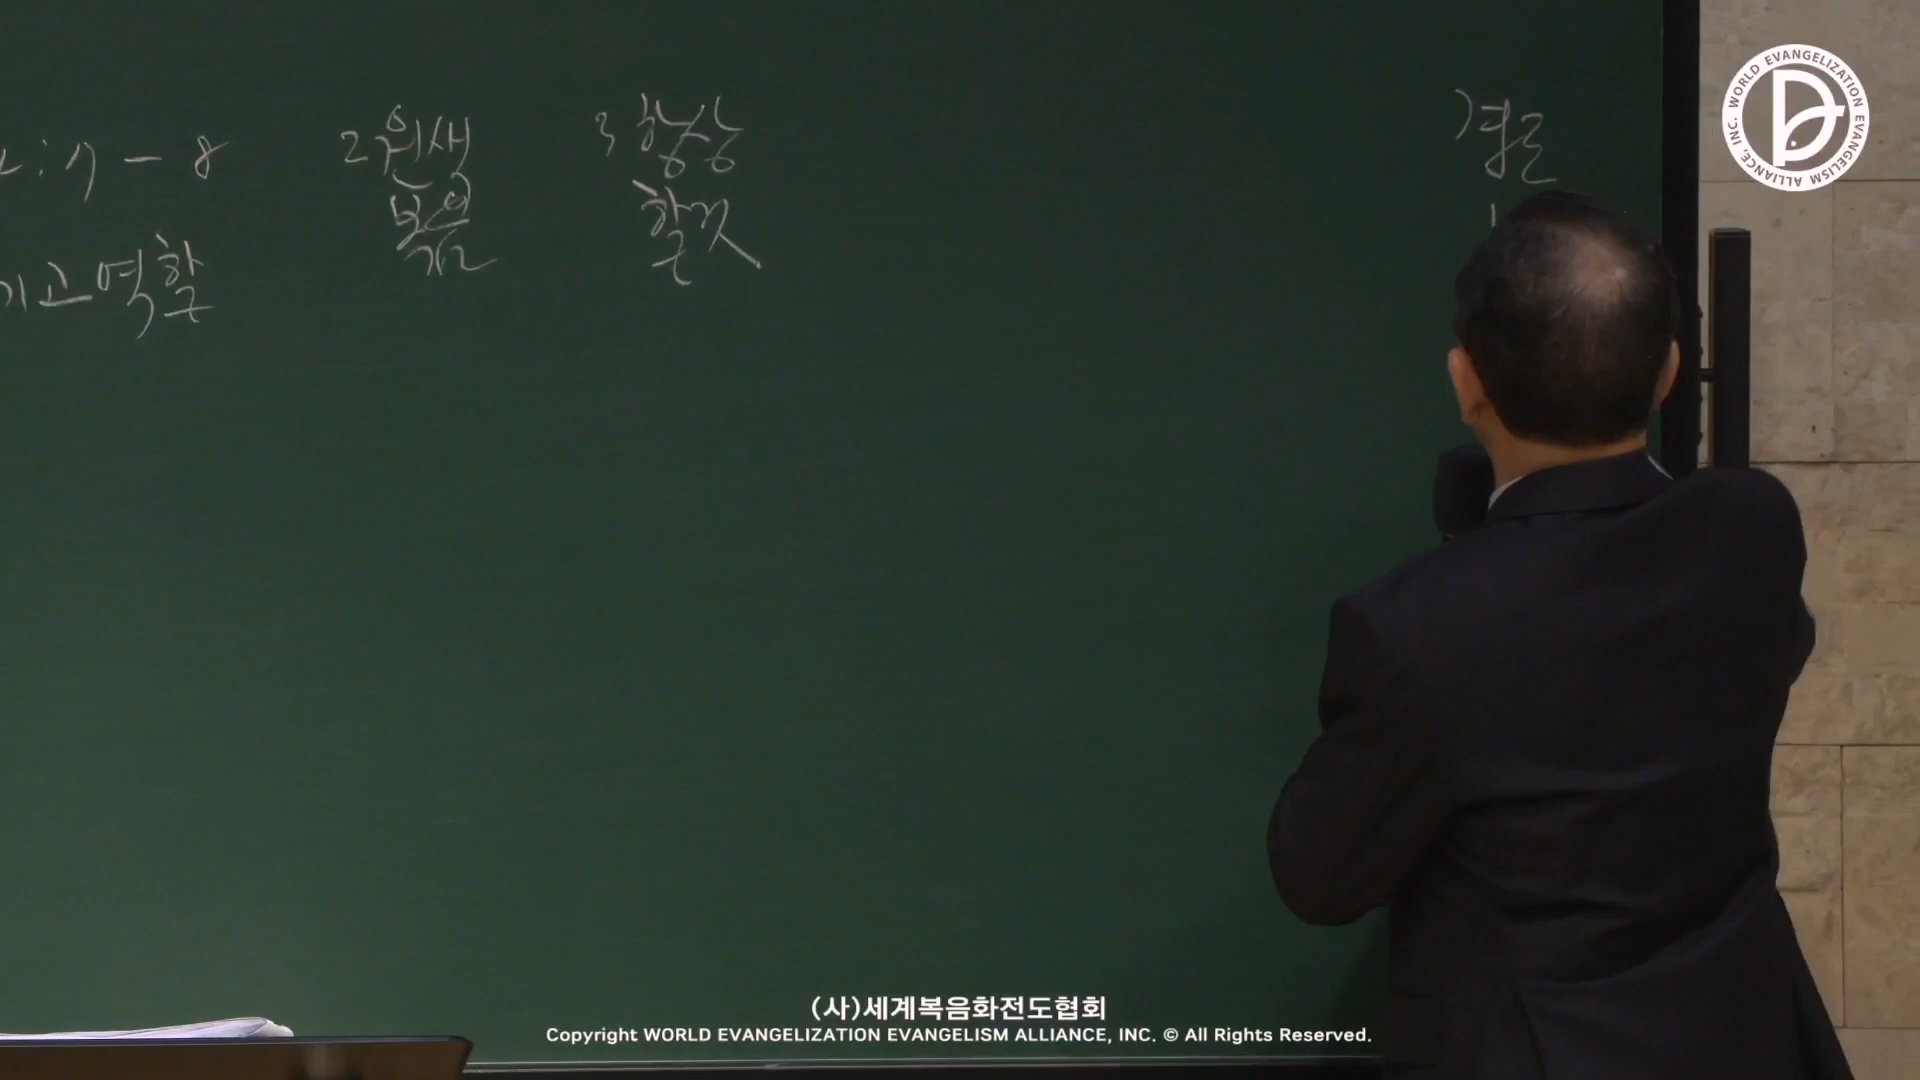 :7-8
기고 역할
2 인생
복음
3 항상
할것
결론
WORLD EVANGELIZATION EVANGELISM ALLIANCE, INC.
(사)세계복음화전도협회
Copyright WORLD EVANGELIZATION EVANGELISM ALLIANCE, INC. © All Rights Reserved.